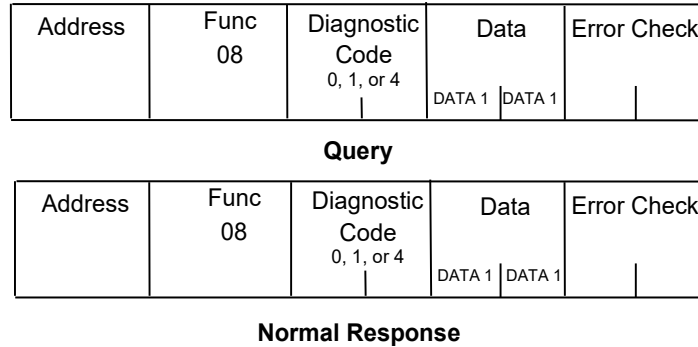 Address Func Diagnostic Data Error Check
08 Code
0, 1, or 4
DATA 1 DATA 1
Query
Address Func Diagnostic Data Error Check
08 Code
0, 1, or 4
DATA 1 DATA 1
Normal Response